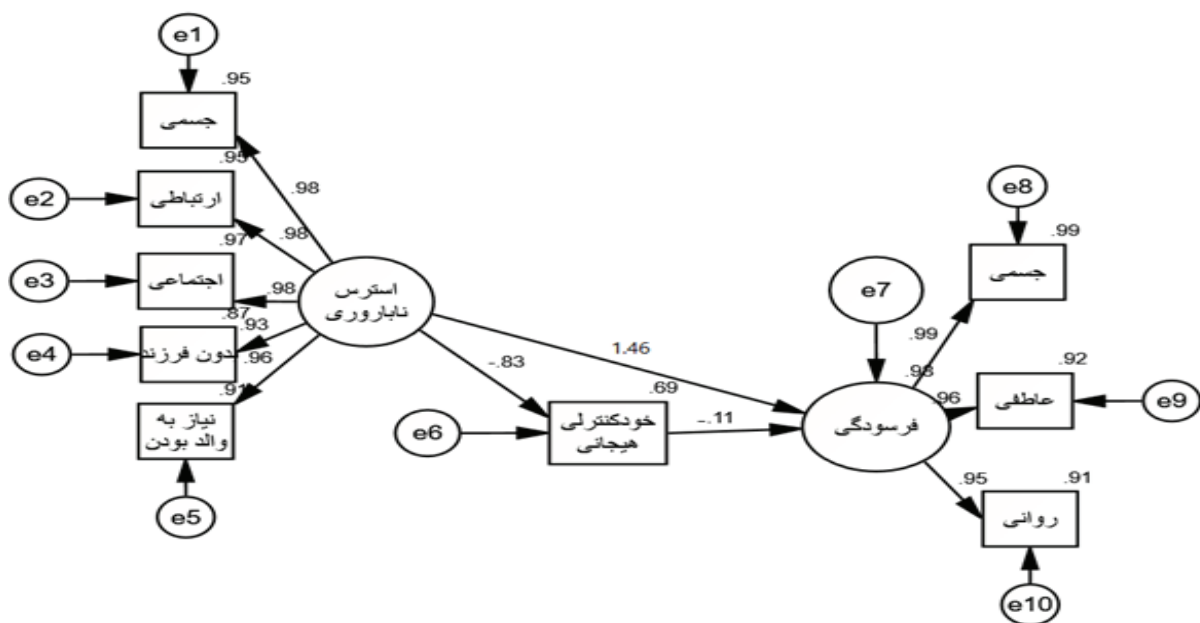 e1
.95
جسمی
.95
.98
e2
ارتباطی
.98
.97
e3
اجتماعی
.98
.87
.93
e4
دون فرزند
.96
.91
نیاز به
والد بودن
e5
استرس
ناباروری
1.46
-.83
.69
خودکنترلی
هیجانی
-.11
e6
e7
.93
فرسودگی
e8
.99
جسمی
.99
.92
.96
عاطفی
e9
.95
.91
روانی
e10